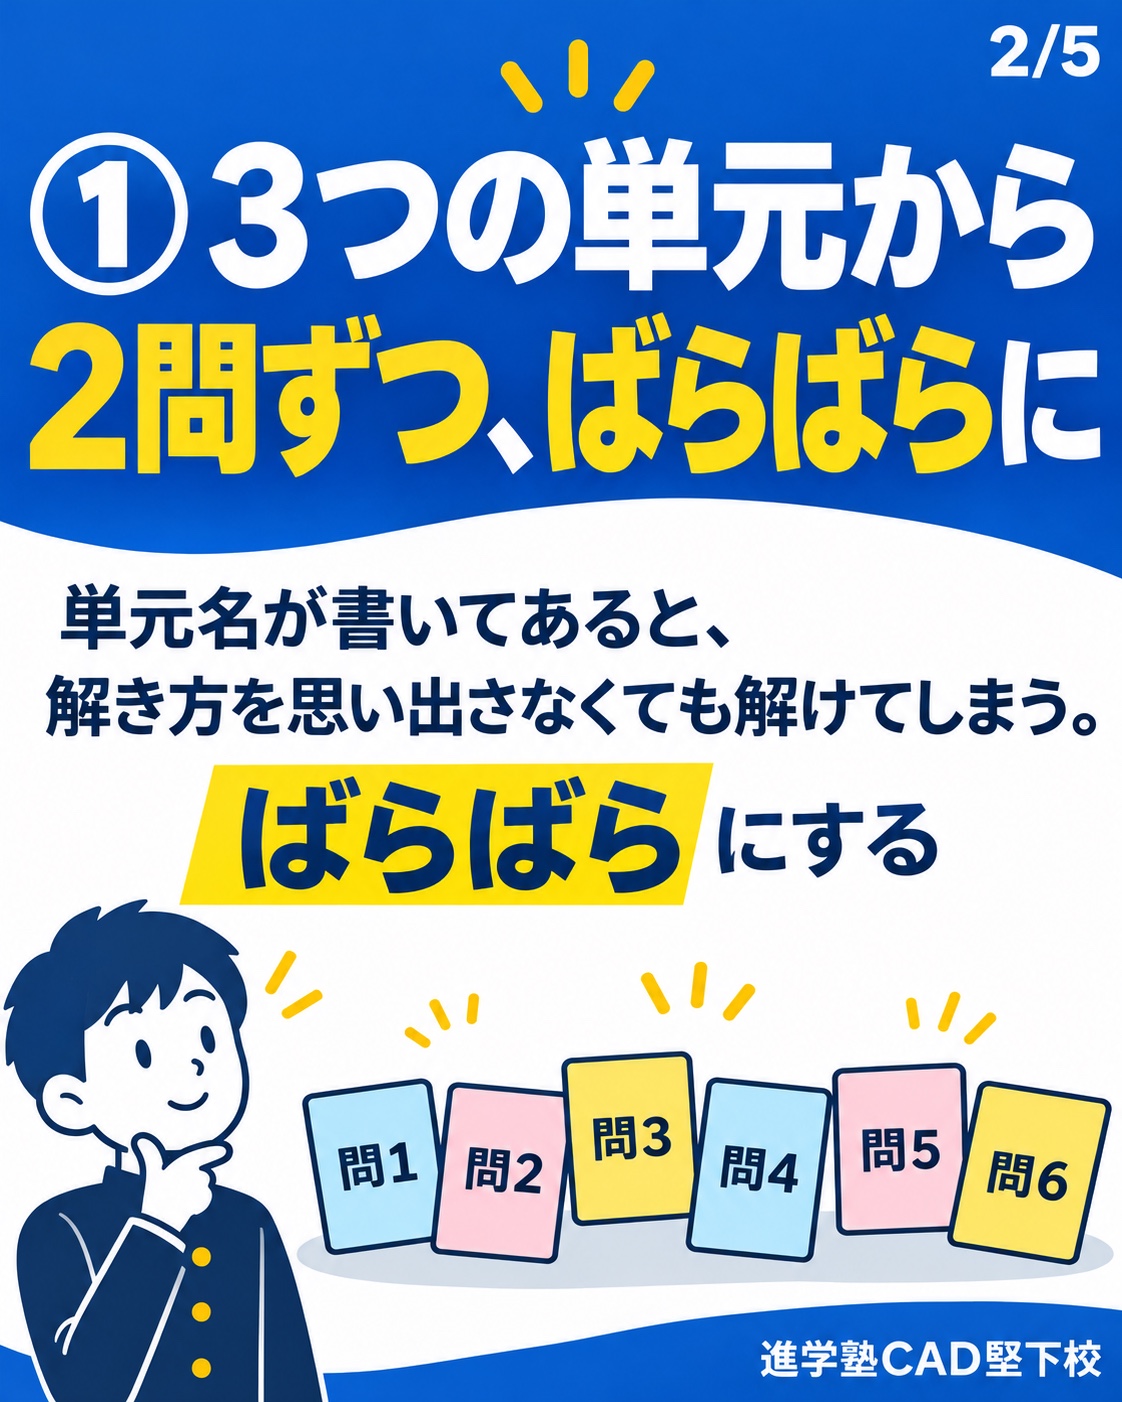 2/5
①3つの単元から
2問ずつ、ばらばらに
単元名が書いてあると、
解き方を思い出さなくても解けてしまう。
ばらばらにする
問1
問2
問3
問4
問5
問6
進学塾CAD堅下校